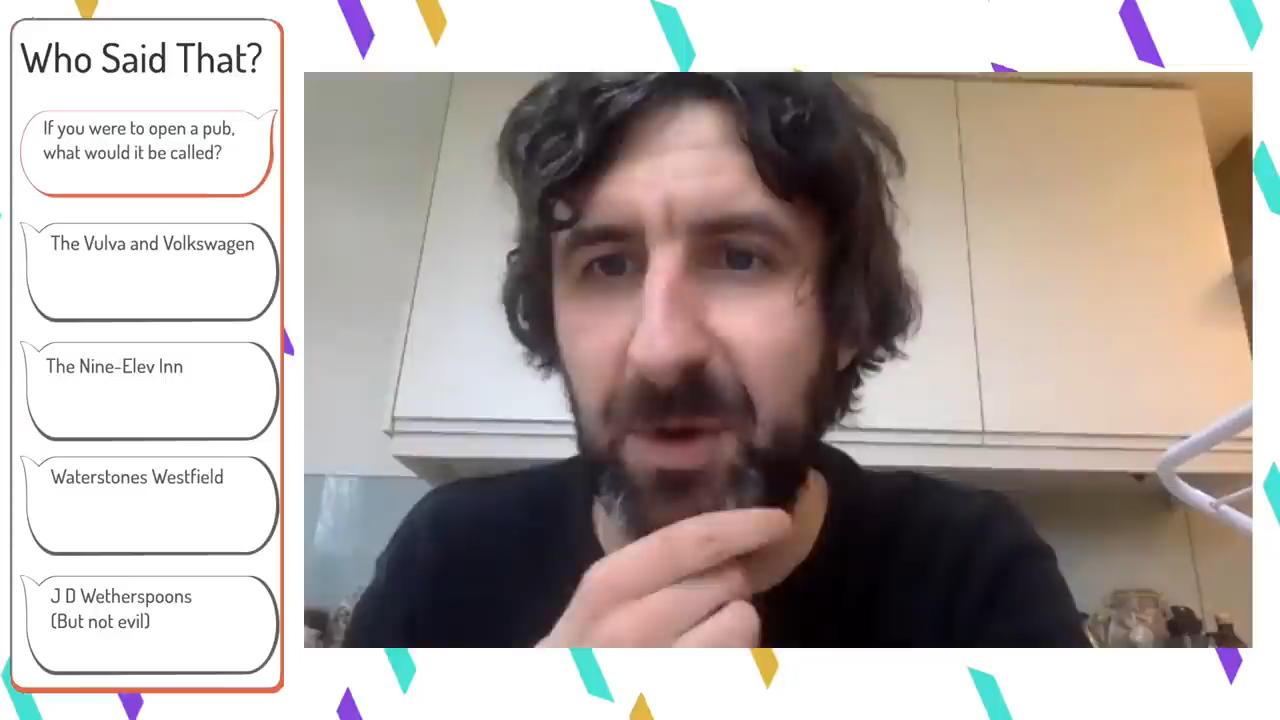 Who Said That?
If you were to open a pub,
what would it be called?
The Vulva and Volkswagen
The Nine-Elev Inn
Waterstones Westfield
J D Wetherspoons
(But not evil)